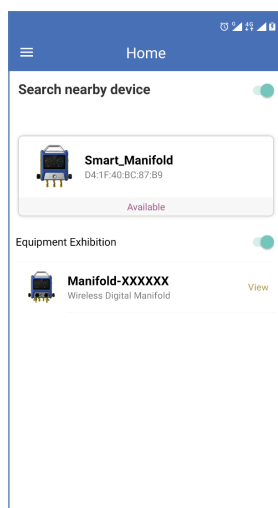 Home
Search nearby device
Smart_Manifold
D4:1F:40:BC:87:B9
Available
Equipment Exhibition
Manifold-XXXXXX
Wireless Digital Manifold
View